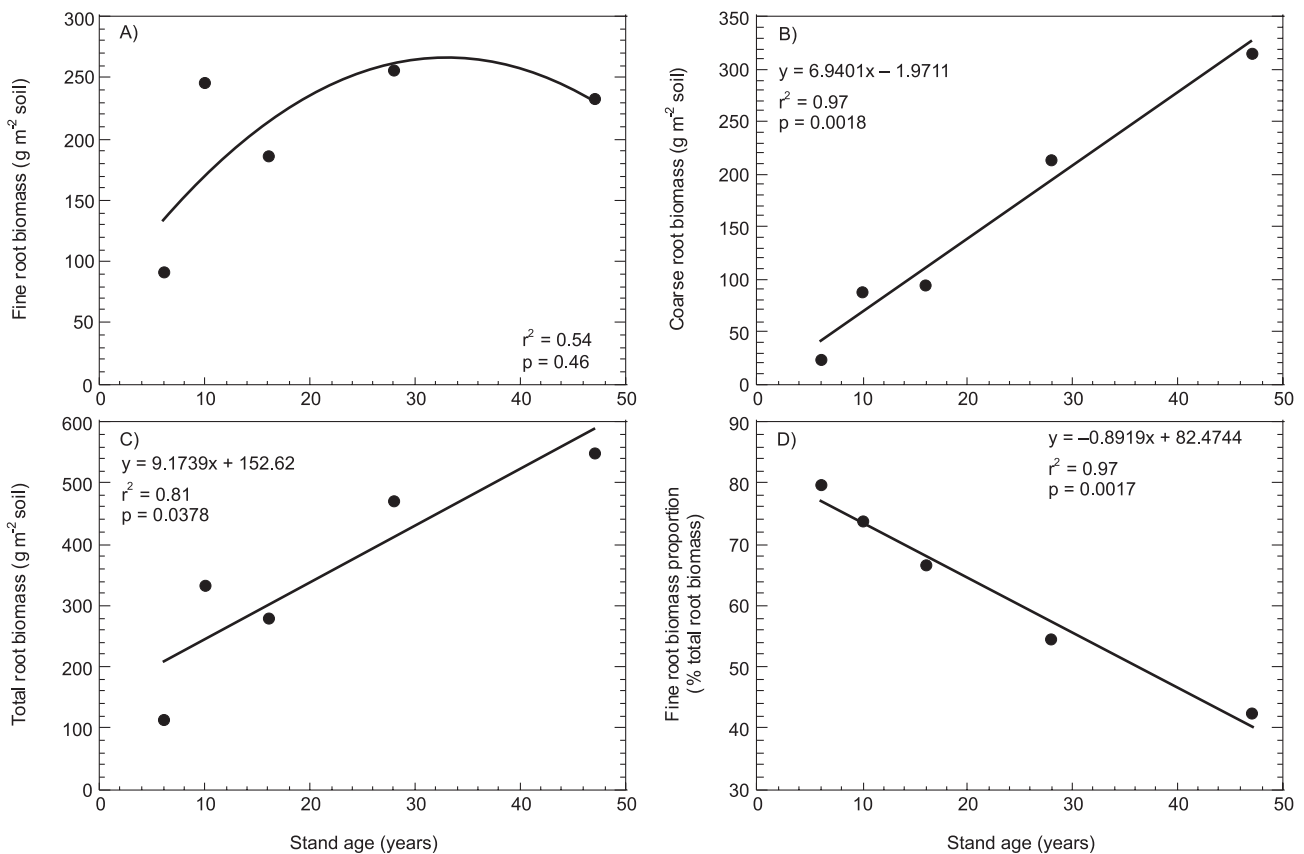 A)
300
250
200
150
100
50
0
Fine root biomass (g m⁻² soil)
r² = 0.54
p = 0.46
0 10 20 30 40 50
B)
y = 6.9401x – 1.9711
r² = 0.97
p = 0.0018
350
300
250
200
150
100
50
0
Coarse root biomass (g m⁻² soil)
0 10 20 30 40 50
C)
y = 9.1739x + 152.62
r² = 0.81
p = 0.0378
600
500
400
300
200
100
0
Total root biomass (g m⁻² soil)
0 10 20 30 40 50
Stand age (years)
D)
y = –0.8919x + 82.4744
r² = 0.97
p = 0.0017
90
80
70
60
50
40
30
Fine root biomass proportion
(% total root biomass)
0 10 20 30 40 50
Stand age (years)